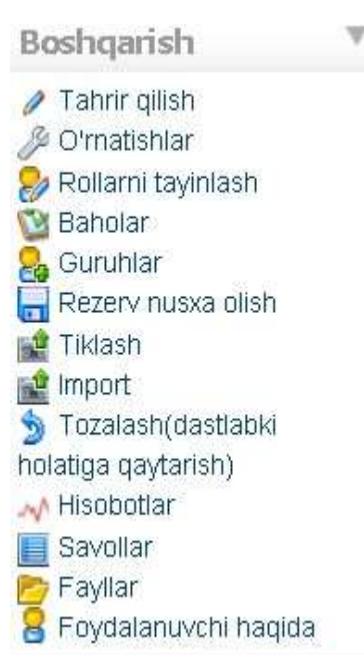 Boshqarish
Tahrir qilish
O'rnatishlar
Rollarni tayinlash
Baholar
Guruhlar
Rezerv nusxa olish
Tiklash
Import
Tozalash(dastlabki
holatiga qaytarish)
Hisobotlar
Savollar
Fayllar
Foydalanuvchi haqida